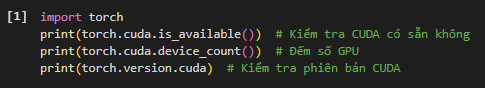 [1] import torch
print(torch.cuda.is_available()) # Kiểm tra CUDA có sẵn không
print(torch.cuda.device_count()) # Đếm số GPU
print(torch.version.cuda) # Kiểm tra phiên bản CUDA